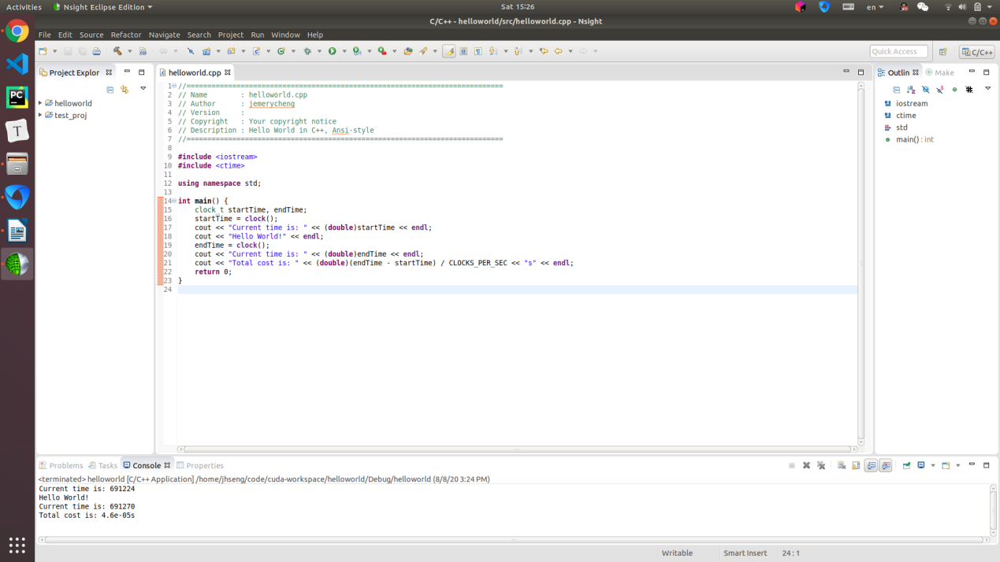 Activities Nsight Eclipse Edition Sat 15:26 en
C/C++ - helloworld/src/helloworld.cpp - Nsight
File Edit Source Refactor Navigate Search Project Run Window Help
Quick Access C/C++
Project Explor
helloworld
test_proj
helloworld.cpp
1 //============================================================================
2 // Name        : helloworld.cpp
3 // Author      : jemerycheng
4 // Version     :
5 // Copyright   : Your copyright notice
6 // Description : Hello World in C++, Ansi-style
7 //============================================================================
8
9 #include <iostream>
10 #include <ctime>
11
12 using namespace std;
13
14 int main() {
15     clock_t startTime, endTime;
16     startTime = clock();
17     cout << "Current time is: " << (double)startTime << endl;
18     cout << "Hello World!" << endl;
19     endTime = clock();
20     cout << "Current time is: " << (double)endTime << endl;
21     cout << "Total cost is: " << (double)(endTime - startTime) / CLOCKS_PER_SEC << "s" << endl;
22     return 0;
23 }
24
Outlin Make
iostream
ctime
std
main() : int
Problems Tasks Console Properties
<terminated> helloworld [C/C++ Application] /home/jhseng/code/cuda-workspace/helloworld/Debug/helloworld (8/8/20 3:24 PM)
Current time is: 691224
Hello World!
Current time is: 691270
Total cost is: 4.6e-05s
Writable Smart Insert 24 : 1
PC
T